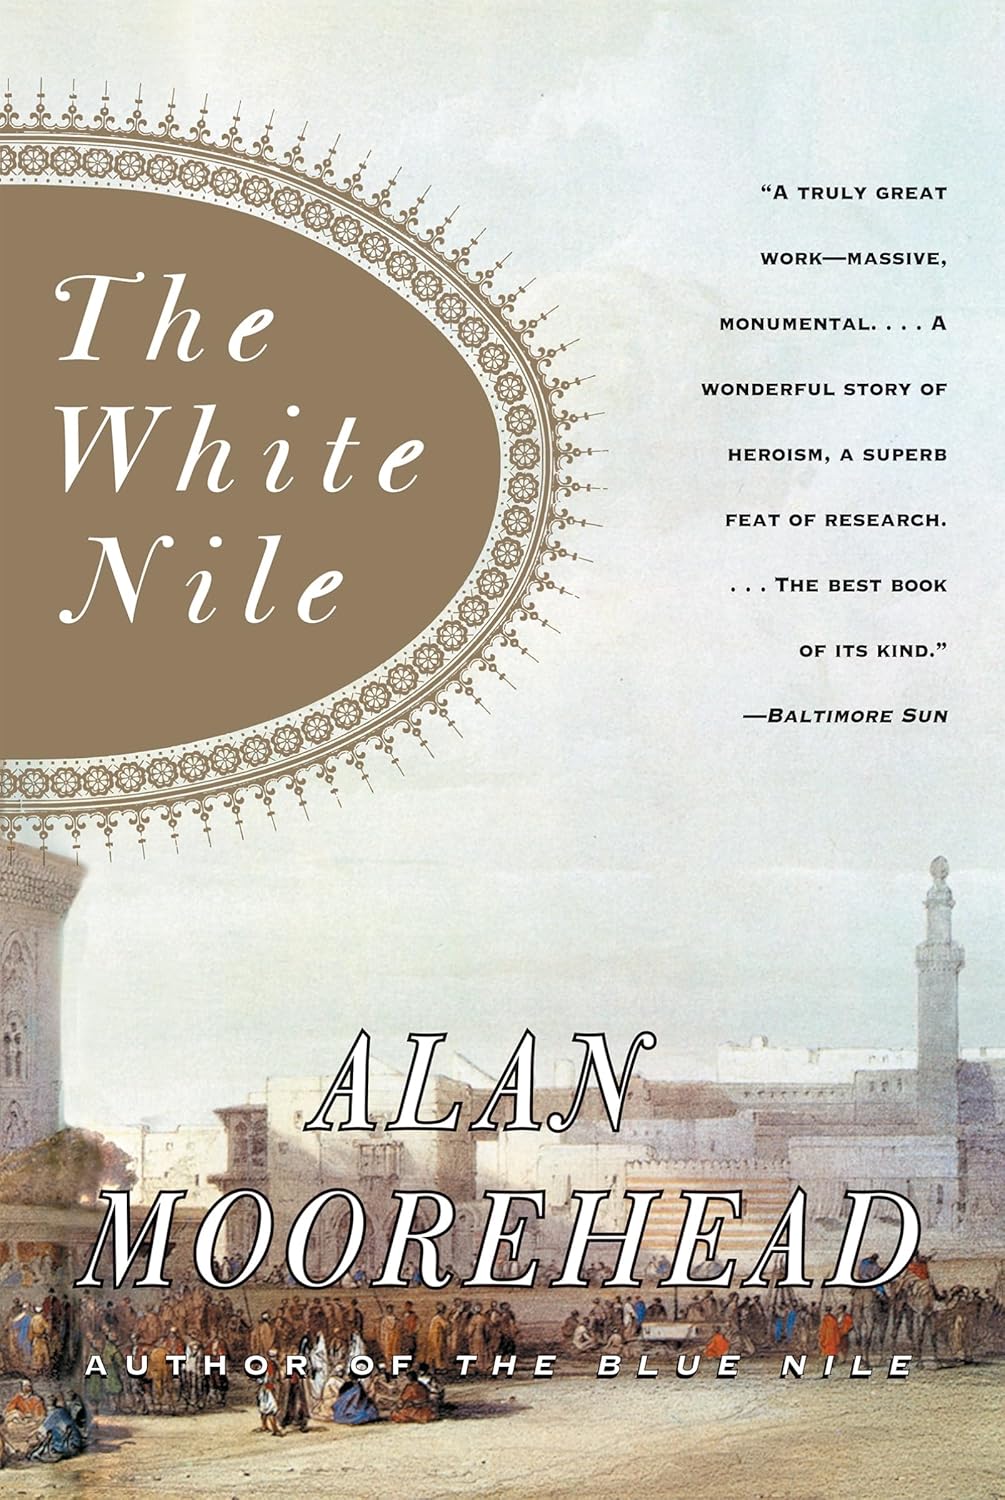 The
White
Nile
“A TRULY GREAT
WORK—MASSIVE,
MONUMENTAL. . . . A
WONDERFUL STORY OF
HEROISM, A SUPERB
FEAT OF RESEARCH.
. . . THE BEST BOOK
OF ITS KIND.”
—BALTIMORE SUN
ALAN
MOOREHEAD
AUTHOR OF THE BLUE NILE